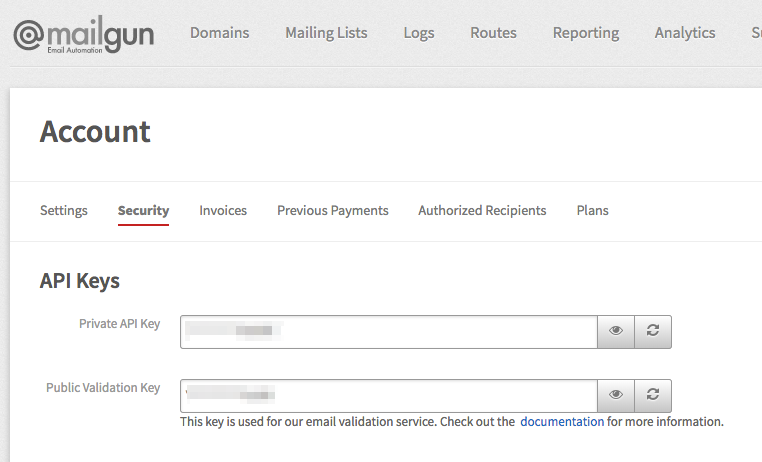 @mailgun
Email Automation
Domains Mailing Lists Logs Routes Reporting Analytics
Account
Settings Security Invoices Previous Payments Authorized Recipients Plans
API Keys
Private API Key
Public Validation Key
This key is used for our email validation service. Check out the documentation for more information.